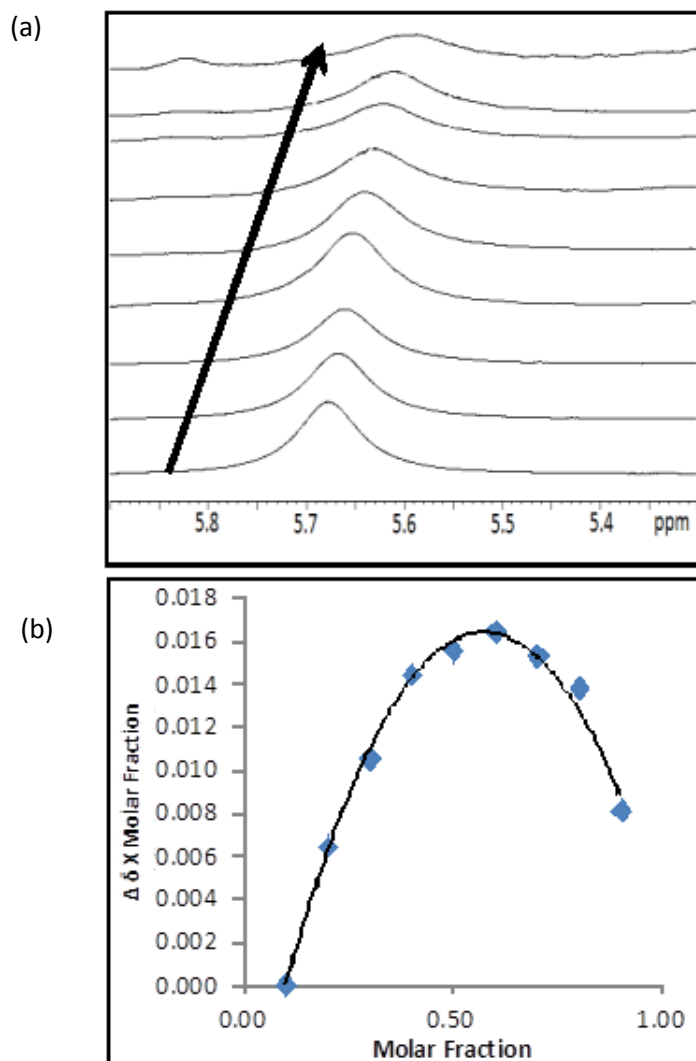 (a)
5.8 5.7 5.6 5.5 5.4 ppm
(b)
0.018
0.016
0.014
0.012
0.010
0.008
0.006
0.004
0.002
0.000
Δ δ X Molar Fraction
0.00 0.50 1.00
Molar Fraction